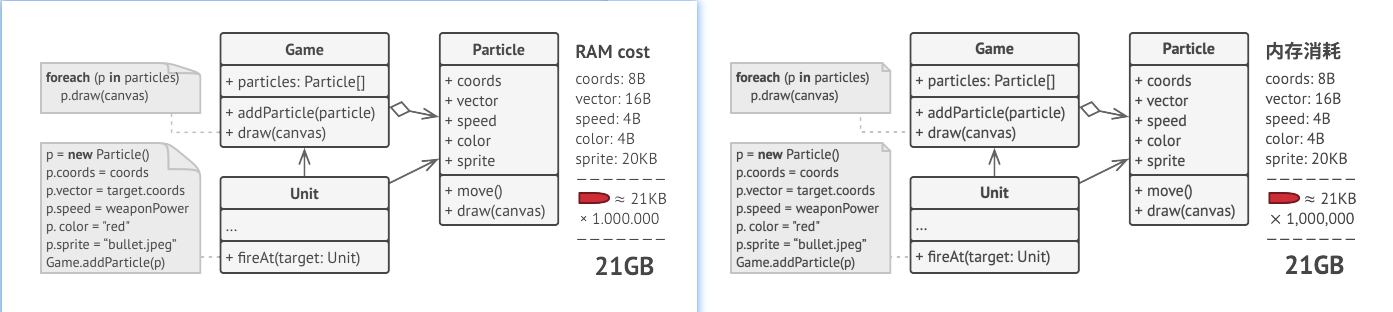 foreach (p in particles)
p.draw(canvas)
p = new Particle()
p.coords = coords
p.vector = target.coords
p.speed = weaponPower
p. color = "red"
p.sprite = “bullet.jpeg”
Game.addParticle(p)
Game
+ particles: Particle[]
+ addParticle(particle)
+ draw(canvas)
Unit
...
+ fireAt(target: Unit)
Particle
+ coords
+ vector
+ speed
+ color
+ sprite
+ move()
+ draw(canvas)
RAM cost
coords: 8B
vector: 16B
speed: 4B
color: 4B
sprite: 20KB
≈ 21KB
× 1.000.000
21GB
foreach (p in particles)
p.draw(canvas)
p = new Particle()
p.coords = coords
p.vector = target.coords
p.speed = weaponPower
p. color = "red"
p.sprite = “bullet.jpeg”
Game.addParticle(p)
Game
+ particles: Particle[]
+ addParticle(particle)
+ draw(canvas)
Unit
...
+ fireAt(target: Unit)
Particle
+ coords
+ vector
+ speed
+ color
+ sprite
+ move()
+ draw(canvas)
内存消耗
coords: 8B
vector: 16B
speed: 4B
color: 4B
sprite: 20KB
≈ 21KB
× 1,000,000
21GB